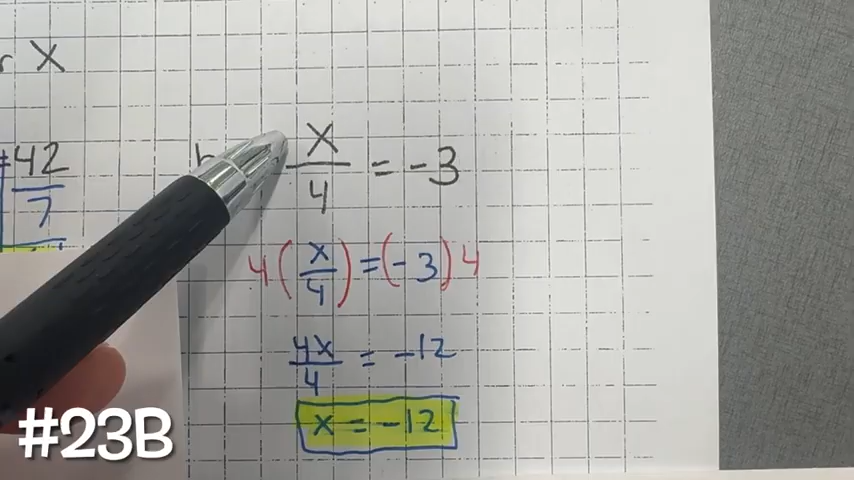 r X
=42
7
x/4 = -3
4(x/4) = (-3)4
4x/4 = -12
x = -12
#23B